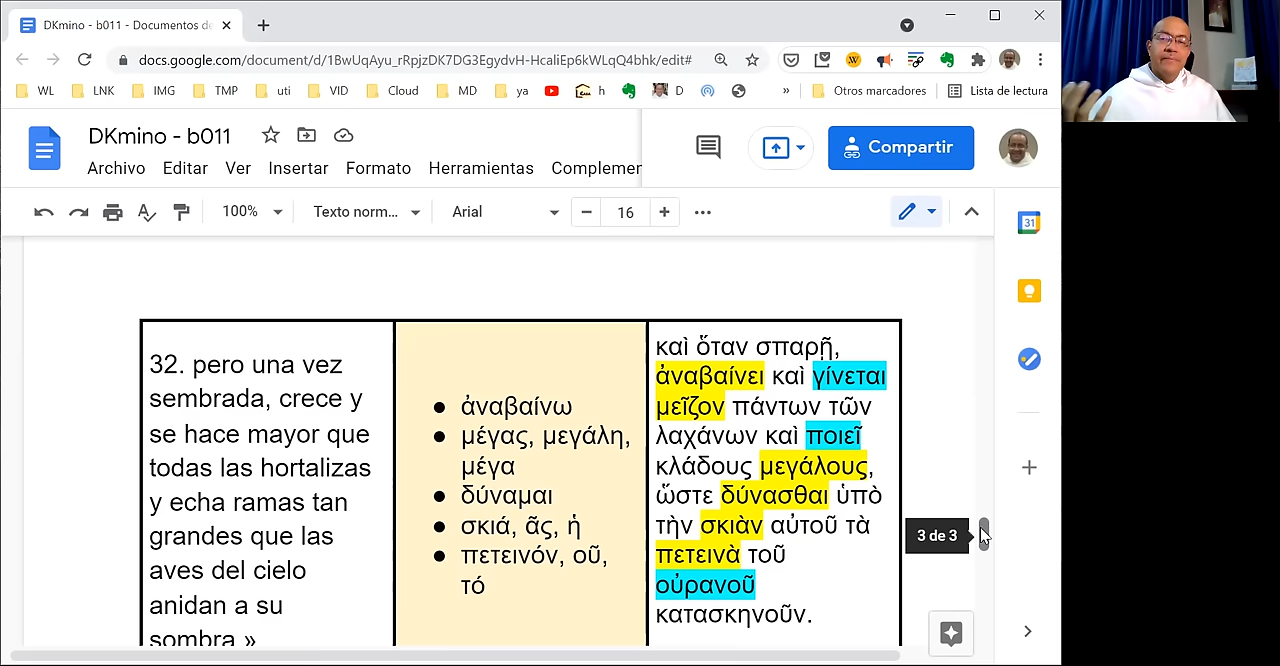 DKmino - b011 - Documentos de
docs.google.com/document/d/1BwUqAyu_rRpjzDK7DG3EgydvH-HcaliEp6kWLqQ4bhk/edit#
WL LNK IMG TMP uti VID Cloud MD ya h D » Otros marcadores Lista de lectura
DKmino - b011
Archivo Editar Ver Insertar Formato Herramientas Complemen
Compartir
100% Texto norm... Arial 16
31
32. pero una vez
sembrada, crece y
se hace mayor que
todas las hortalizas
y echa ramas tan
grandes que las
aves del cielo
anidan a su
sombra.»
● ἀναβαίνω
● μέγας, μεγάλη,
μέγα
● δύναμαι
● σκιά, ᾶς, ἡ
● πετεινόν, οῦ,
τό
καὶ ὅταν σπαρῇ,
ἀναβαίνει καὶ γίνεται
μεῖζον πάντων τῶν
λαχάνων καὶ ποιεῖ
κλάδους μεγάλους,
ὥστε δύνασθαι ὑπὸ
τὴν σκιὰν αὐτοῦ τὰ
πετεινὰ τοῦ
οὐρανοῦ
κατασκηνοῦν.
3 de 3